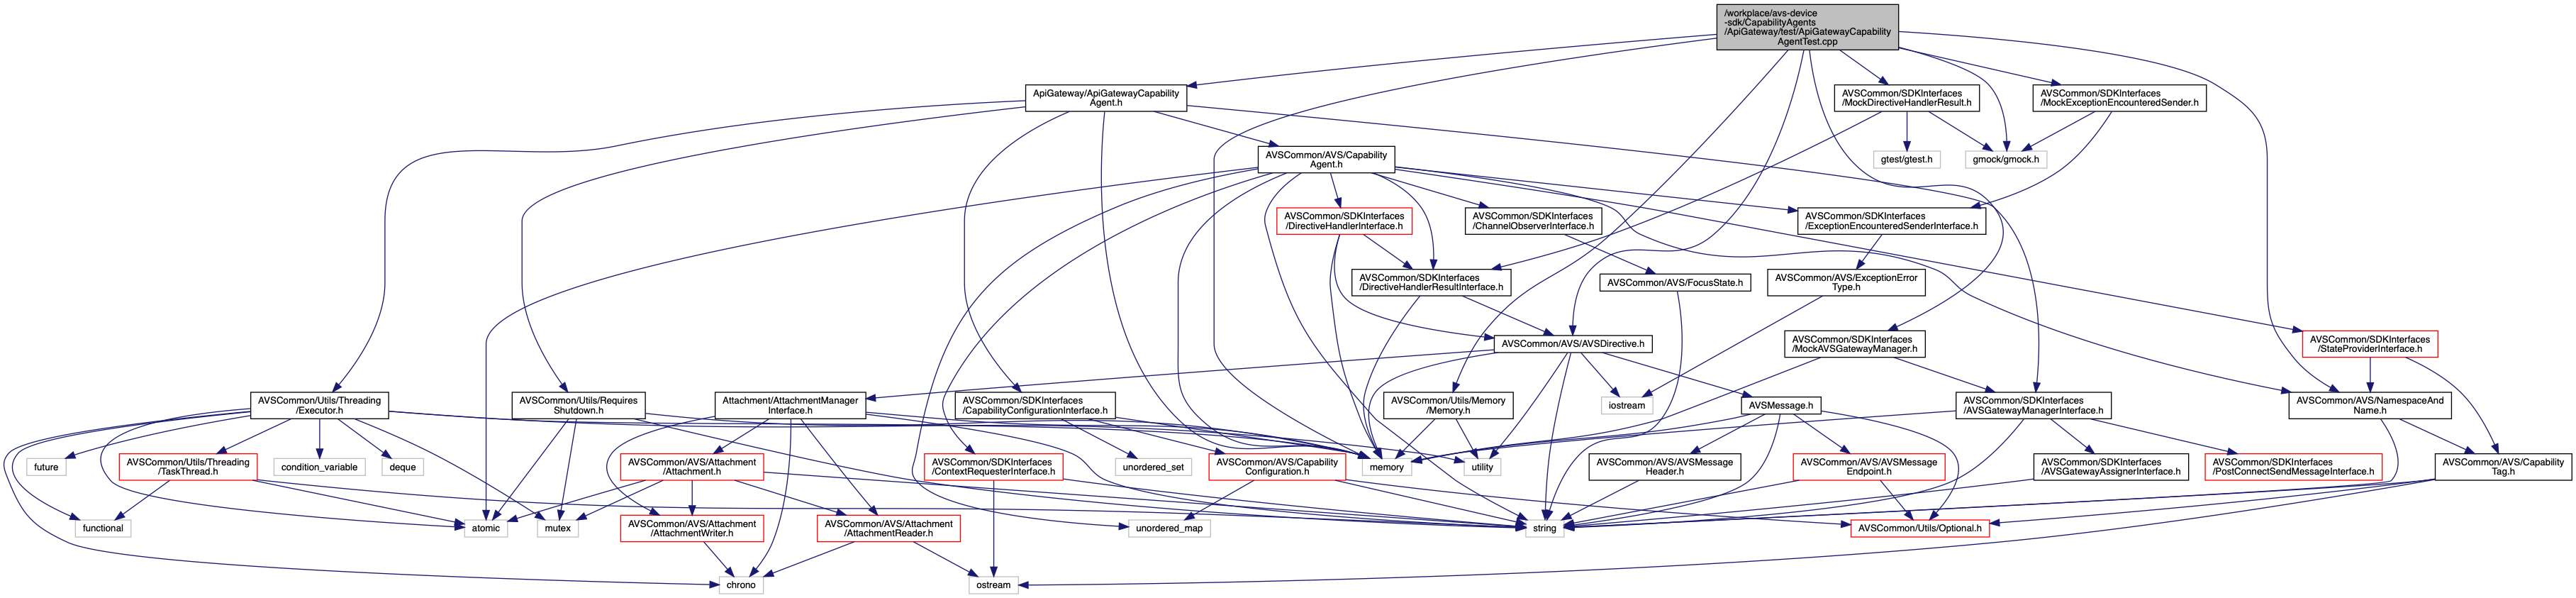 /workplace/avs-device
-sdk/CapabilityAgents
/ApiGateway/test/ApiGatewayCapability
AgentTest.cpp
ApiGateway/ApiGatewayCapability
Agent.h
AVSCommon/SDKInterfaces
/MockDirectiveHandlerResult.h
AVSCommon/SDKInterfaces
/MockExceptionEncounteredSender.h
AVSCommon/AVS/Capability
Agent.h
gtest/gtest.h
gmock/gmock.h
AVSCommon/SDKInterfaces
/DirectiveHandlerInterface.h
AVSCommon/SDKInterfaces
/ChannelObserverInterface.h
AVSCommon/SDKInterfaces
/ExceptionEncounteredSenderInterface.h
AVSCommon/SDKInterfaces
/DirectiveHandlerResultInterface.h
AVSCommon/AVS/FocusState.h
AVSCommon/AVS/ExceptionError
Type.h
AVSCommon/AVS/AVSDirective.h
AVSCommon/SDKInterfaces
/MockAVSGatewayManager.h
AVSCommon/SDKInterfaces
/StateProviderInterface.h
AVSCommon/Utils/Threading
/Executor.h
AVSCommon/Utils/Requires
Shutdown.h
Attachment/AttachmentManager
Interface.h
AVSCommon/SDKInterfaces
/CapabilityConfigurationInterface.h
AVSCommon/Utils/Memory
/Memory.h
iostream
AVSMessage.h
AVSCommon/SDKInterfaces
/AVSGatewayManagerInterface.h
AVSCommon/AVS/NamespaceAnd
Name.h
future
AVSCommon/Utils/Threading
/TaskThread.h
condition_variable
deque
AVSCommon/AVS/Attachment
/Attachment.h
AVSCommon/SDKInterfaces
/ContextRequesterInterface.h
unordered_set
AVSCommon/AVS/Capability
Configuration.h
memory
utility
AVSCommon/AVS/AVSMessage
Header.h
AVSCommon/AVS/AVSMessage
Endpoint.h
AVSCommon/SDKInterfaces
/AVSGatewayAssignerInterface.h
AVSCommon/SDKInterfaces
/PostConnectSendMessageInterface.h
AVSCommon/AVS/Capability
Tag.h
functional
atomic
mutex
AVSCommon/AVS/Attachment
/AttachmentWriter.h
AVSCommon/AVS/Attachment
/AttachmentReader.h
unordered_map
string
AVSCommon/Utils/Optional.h
chrono
ostream